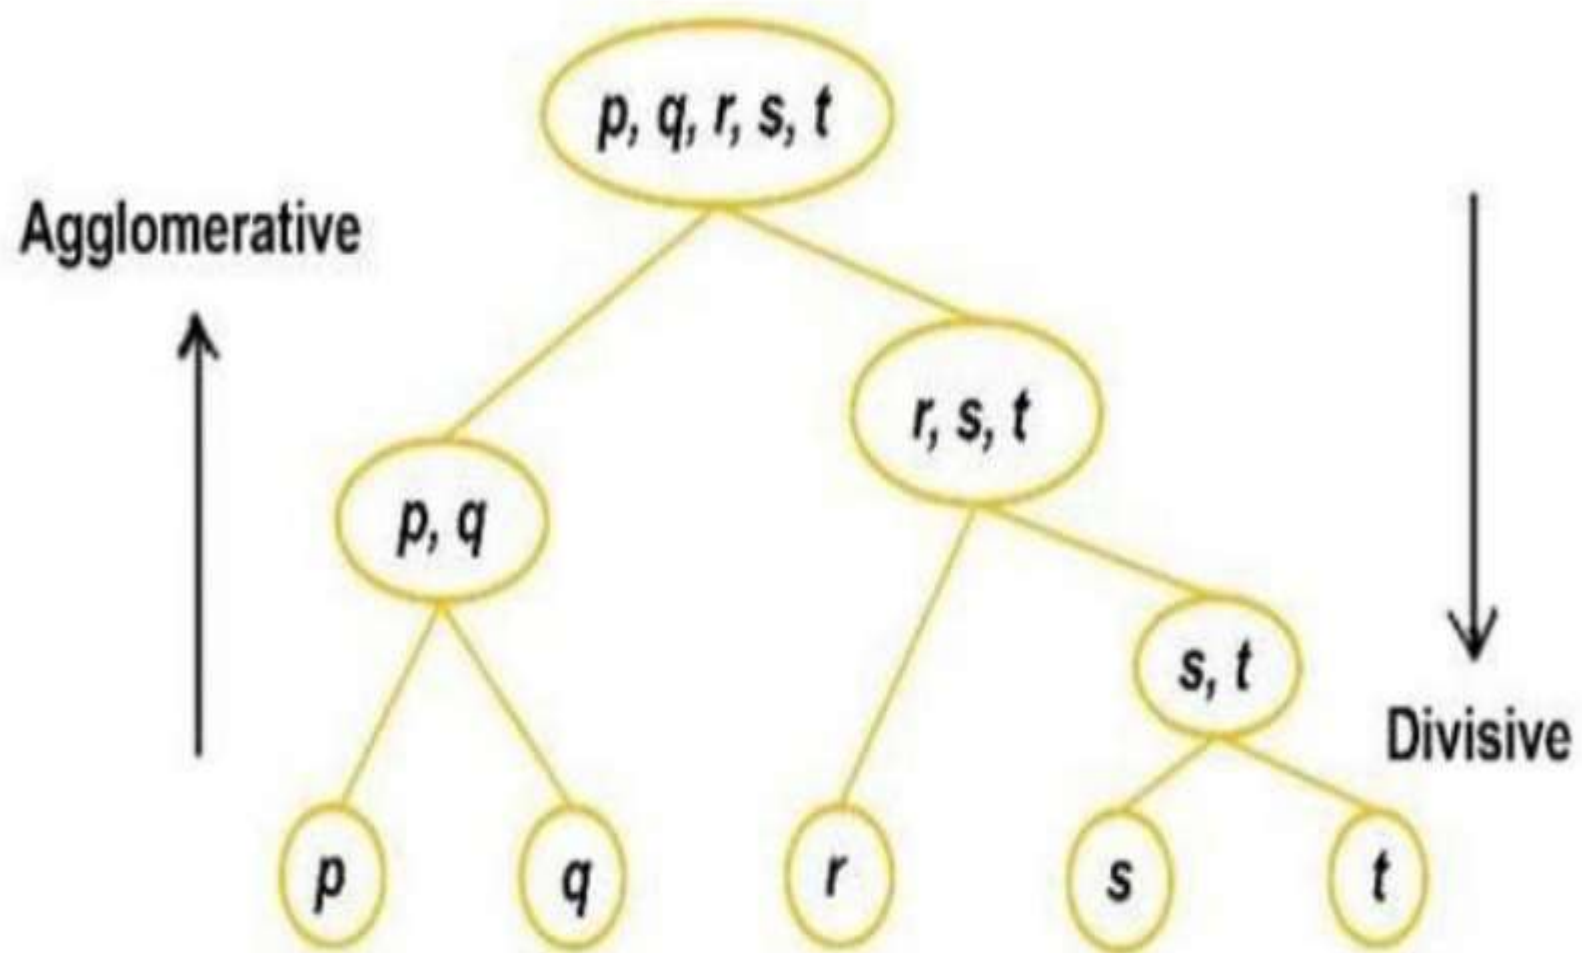 p, q, r, s, t
Agglomerative
r, s, t
p, q
s, t
Divisive
p
q
r
s
t